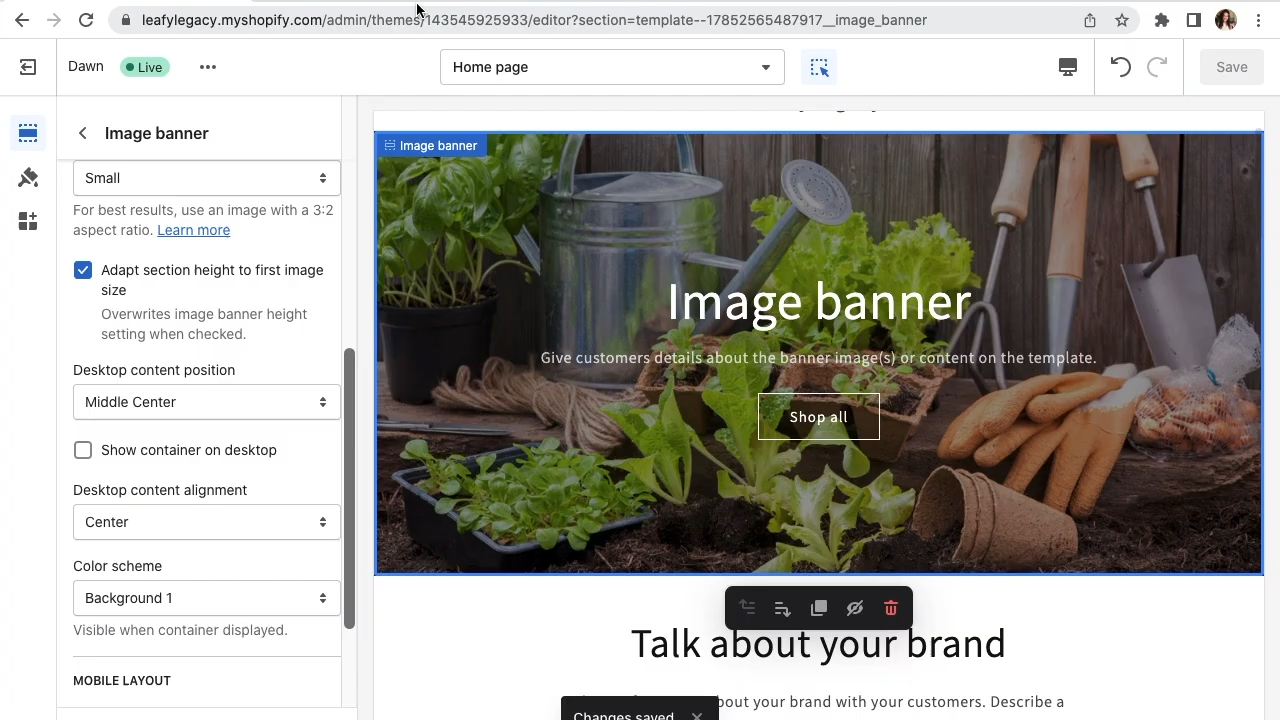 leafylegacy.myshopify.com/admin/themes/143545925933/editor?section=template--17852565487917__image_banner
Dawn
Live
Home page
Save
Image banner
Small
For best results, use an image with a 3:2
aspect ratio. Learn more
Adapt section height to first image
size
Overwrites image banner height
setting when checked.
Desktop content position
Middle Center
Show container on desktop
Desktop content alignment
Center
Color scheme
Background 1
Visible when container displayed.
MOBILE LAYOUT
Image banner
Image banner
Give customers details about the banner image(s) or content on the template.
Shop all
Talk about your brand
about your brand with your customers. Describe a
Changes saved